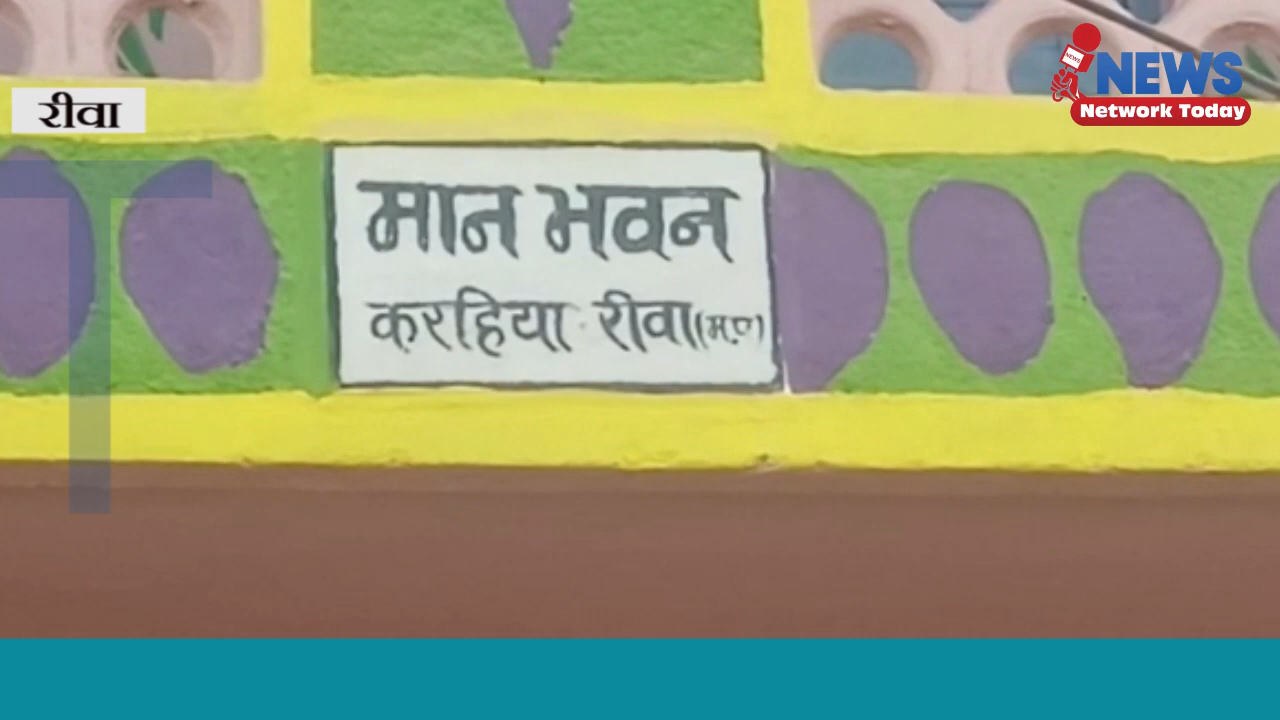 रीवा
NEWS
Network Today
मान भवन
करहिया रीवा (म.प्र)